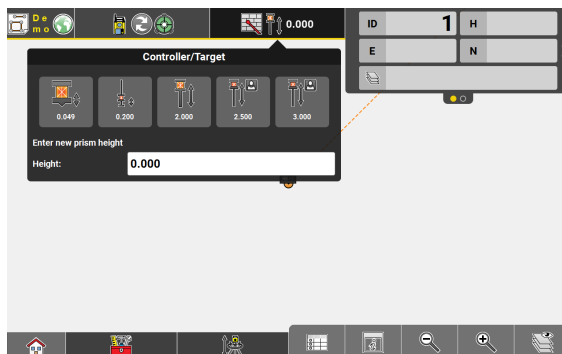 De
mo
0.000
ID
1
H
E
N
Controller/Target
0.049
0.200
2.000
2.500
3.000
Enter new prism height
Height:
0.000